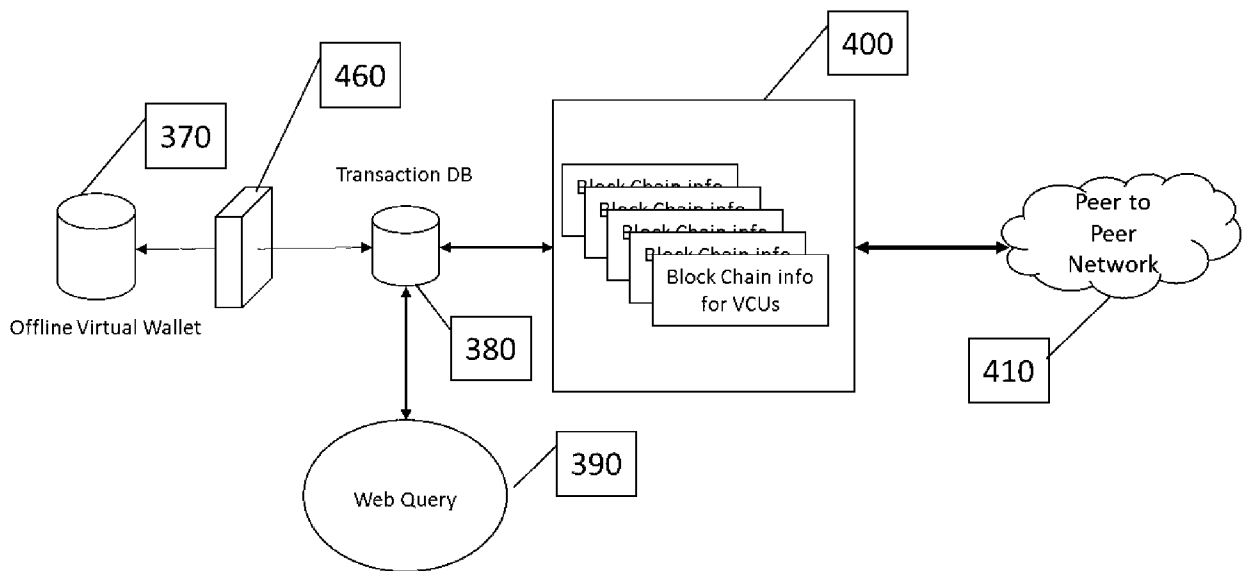 400
460
370
Transaction DB
Block Chain info
Block Chain info
Block Chain info
Block Chain info
Block Chain info
for VCUs
Peer to
Peer
Network
Offline Virtual Wallet
380
410
390
Web Query